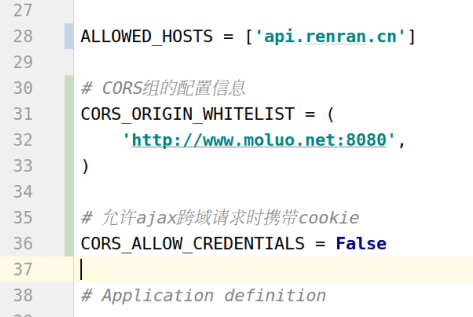 27
28 ALLOWED_HOSTS = ['api.renran.cn']
29
30 # CORS组的配置信息
31 CORS_ORIGIN_WHITELIST = (
32     'http://www.moluo.net:8080',
33 )
34
35 # 允许ajax跨域请求时携带cookie
36 CORS_ALLOW_CREDENTIALS = False
37
38 # Application definition